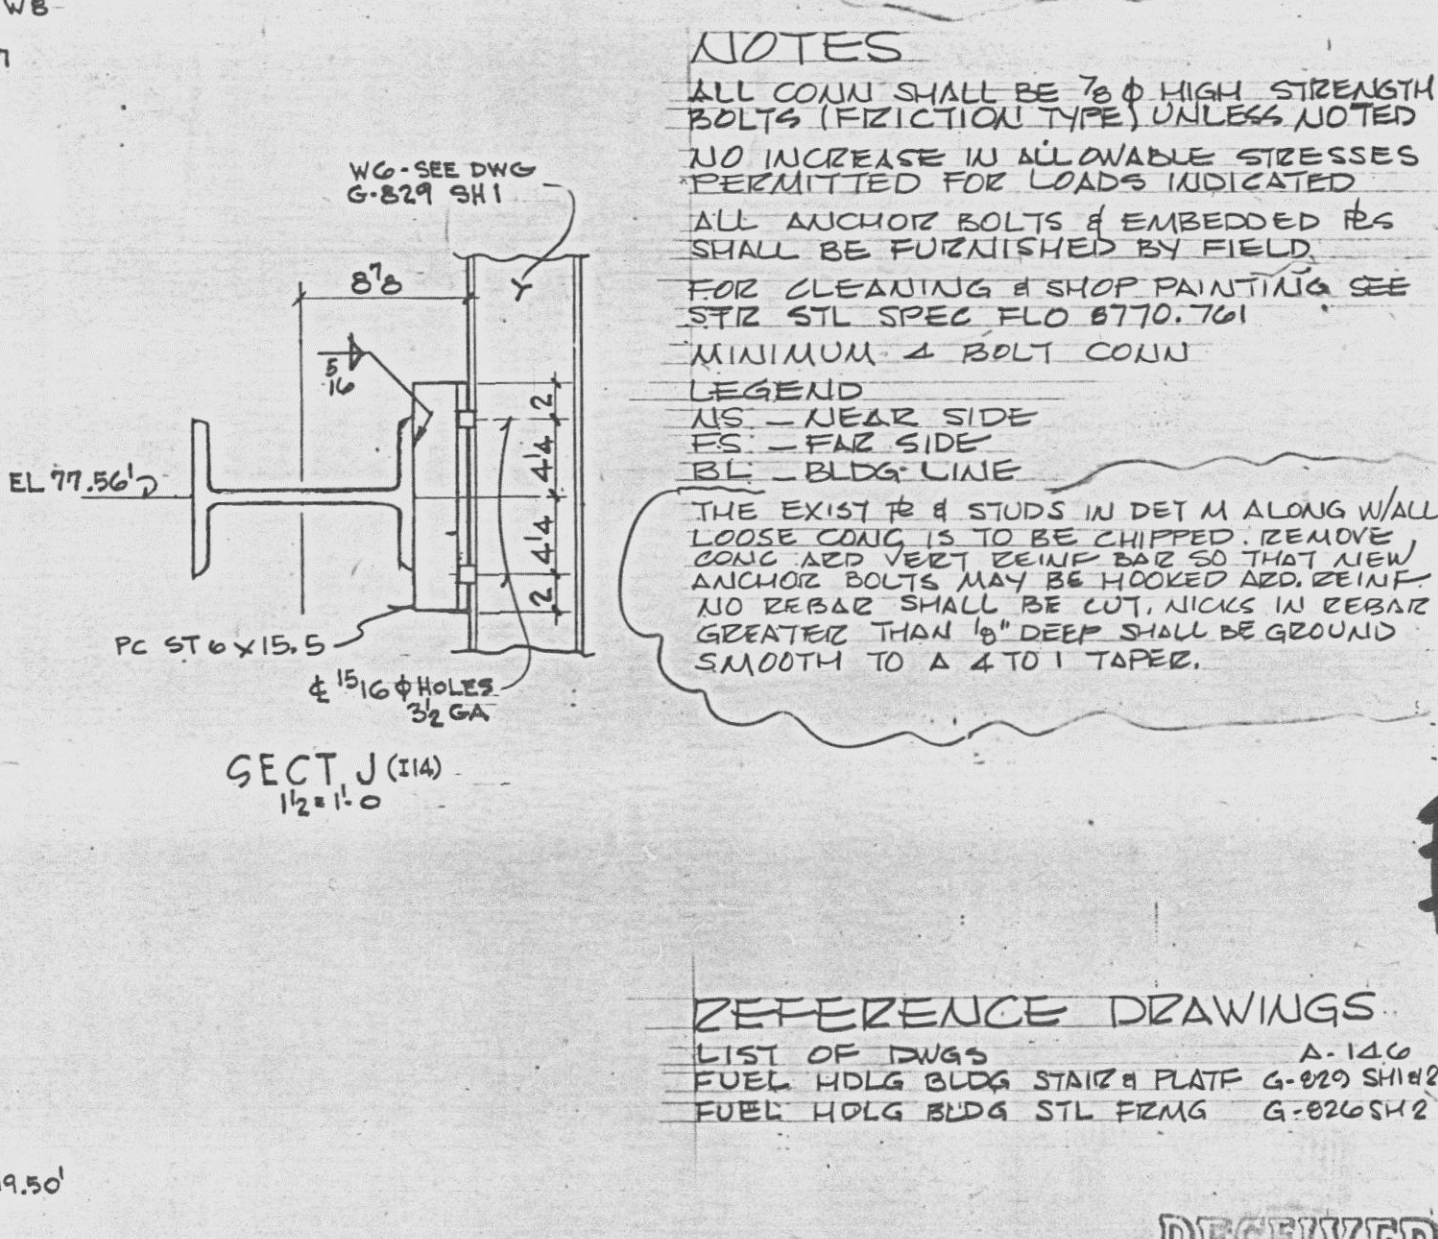 W8
NOTES
ALL CONN SHALL BE 7/8 φ HIGH STRENGTH
BOLTS (FRICTION TYPE) UNLESS NOTED
NO INCREASE IN ALLOWABLE STRESSES
PERMITTED FOR LOADS INDICATED
ALL ANCHOR BOLTS & EMBEDDED PLS
SHALL BE FURNISHED BY FIELD.
FOR CLEANING & SHOP PAINTING SEE
STR STL SPEC FLO 8770.761
MINIMUM 4 BOLT CONN
LEGEND
NS - NEAR SIDE
FS - FAR SIDE
BL - BLDG LINE
THE EXIST PL & STUDS IN DET M ALONG W/ALL
LOOSE CONC IS TO BE CHIPPED. REMOVE
CONC ARD VERT REINF BAR SO THAT NEW
ANCHOR BOLTS MAY BE HOOKED ARD. REINF
NO REBAR SHALL BE CUT. NICKS IN REBAR
GREATER THAN 1/8" DEEP SHALL BE GROUND
SMOOTH TO A 4 TO 1 TAPER.
W6-SEE DWG
G-829 SH1
8 7/8
5/16
2
4 1/4
4 1/4
2
EL 77.56'
PC ST 6 X 15.5
℄ 15/16 φ HOLES
3 1/2 GA
SECT J (I14)
1 1/2 = 1'-0
REFERENCE DRAWINGS
LIST OF DWGS A-146
FUEL HDLG BLDG STAIR & PLATF G-829 SH1&2
FUEL HDLG BLDG STL FRMG G-826 SH2
9.50'
RECEIVED